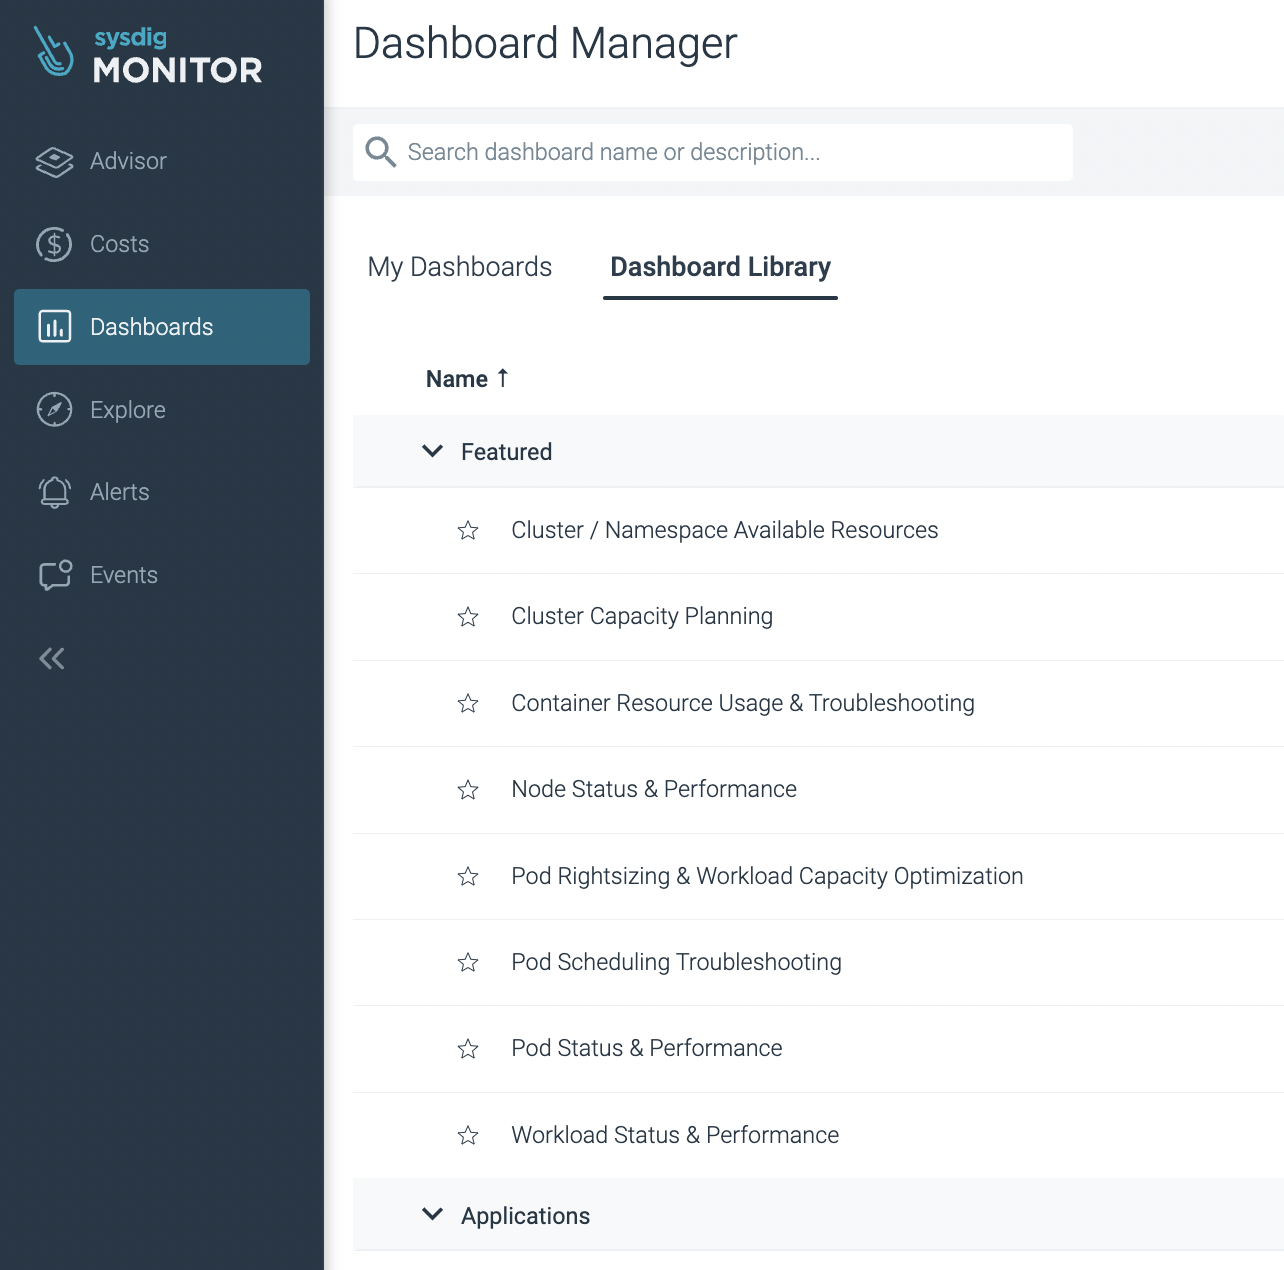 sysdig
MONITOR
Advisor
Costs
Dashboards
Explore
Alerts
Events
Dashboard Manager
Search dashboard name or description...
My Dashboards
Dashboard Library
Name ↑
Featured
Cluster / Namespace Available Resources
Cluster Capacity Planning
Container Resource Usage & Troubleshooting
Node Status & Performance
Pod Rightsizing & Workload Capacity Optimization
Pod Scheduling Troubleshooting
Pod Status & Performance
Workload Status & Performance
Applications